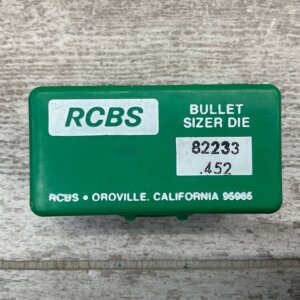 RCBS
BULLET
SIZER DIE
82233
.452
RCBS • OROVILLE, CALIFORNIA 95965